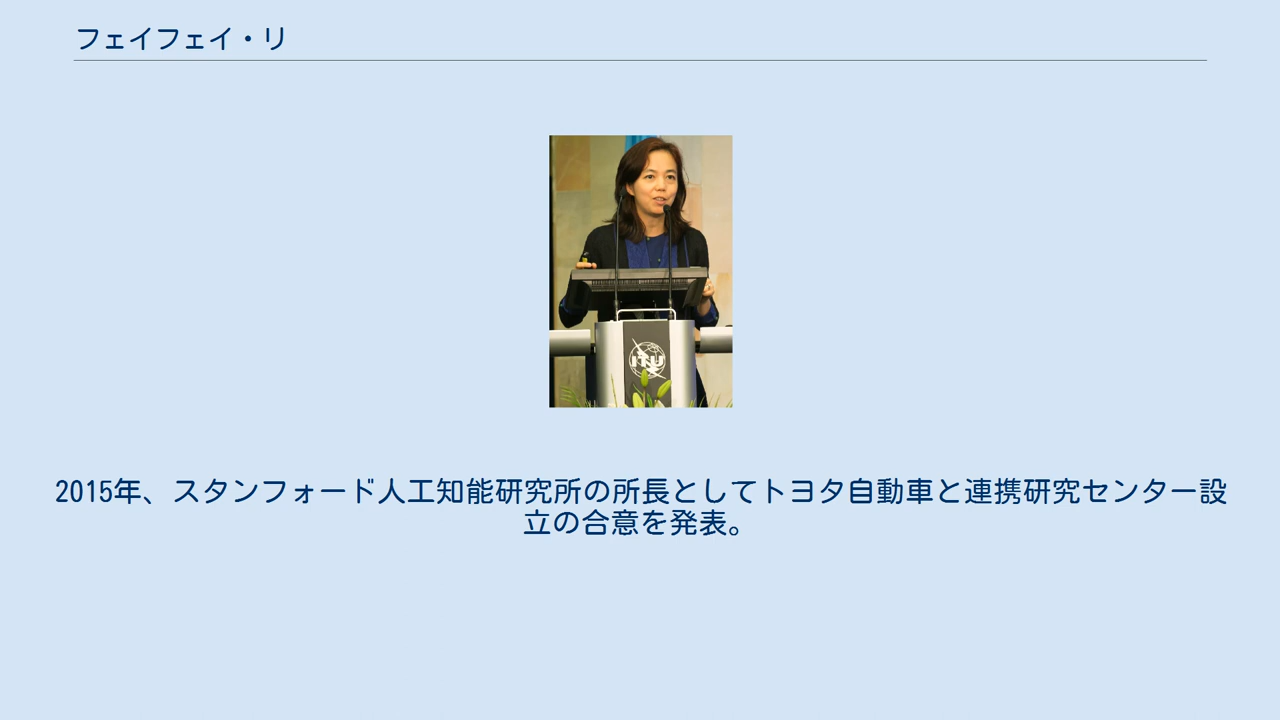 フェイフェイ・リ
ITU
2015年、スタンフォード人工知能研究所の所長としてトヨタ自動車と連携研究センター設
立の合意を発表。